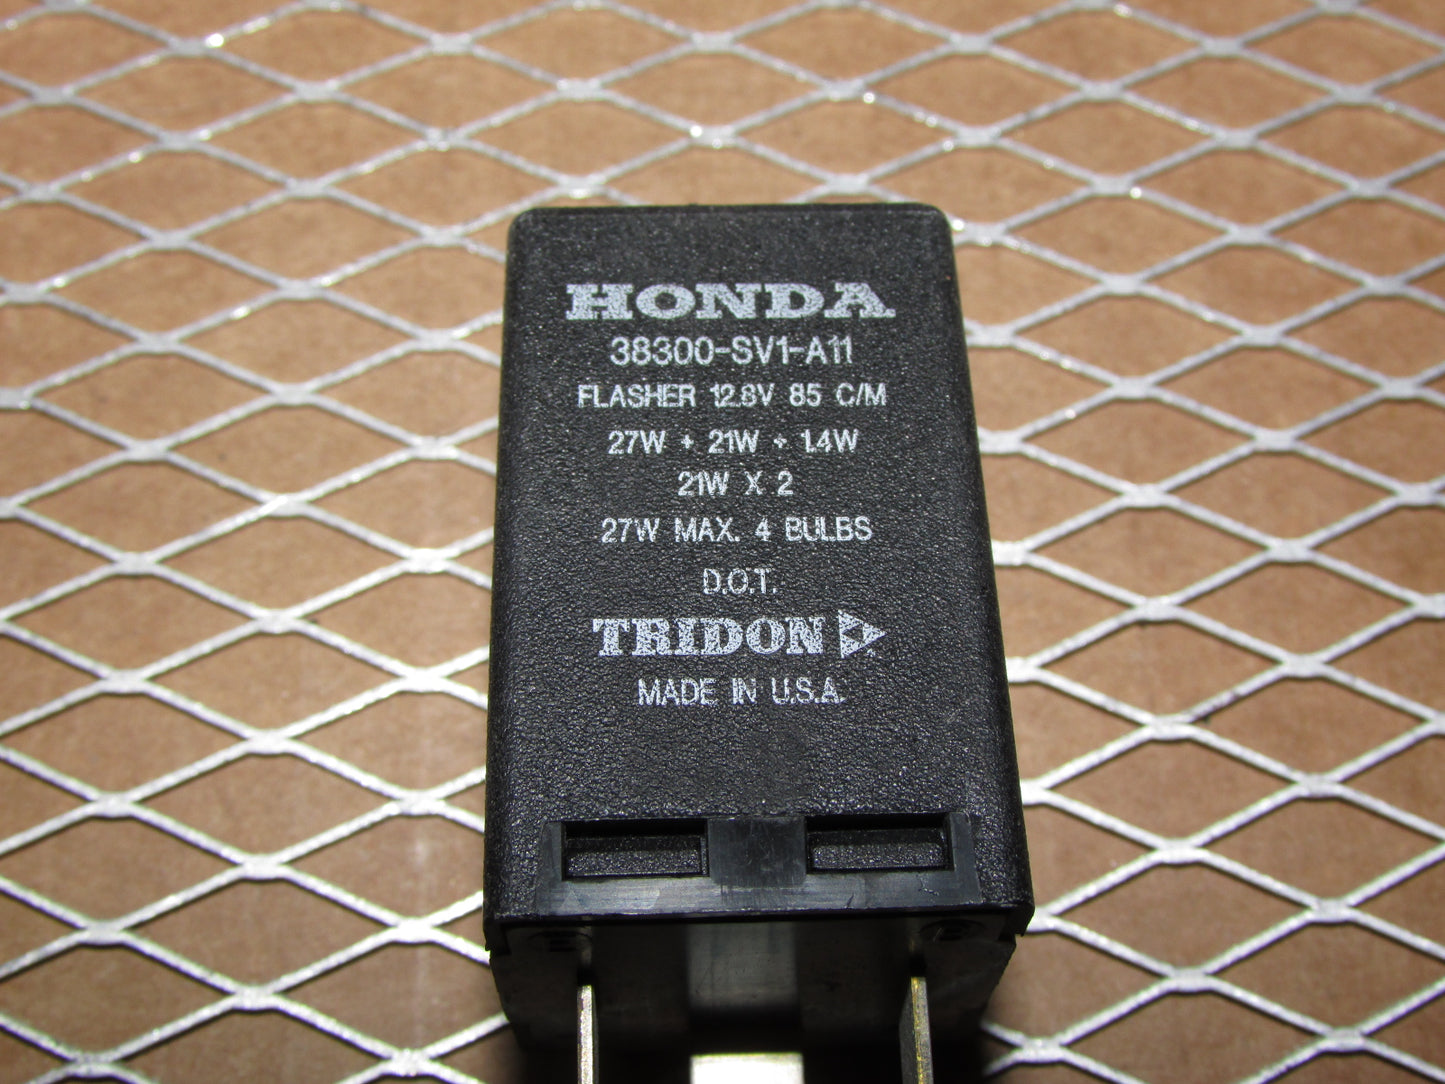 HONDA
38300-SV1-A11
FLASHER 12.8V 85 C/M
27W + 21W + 1.4W
21W X 2
27W MAX. 4 BULBS
D.O.T.
TRIDON
MADE IN U.S.A.